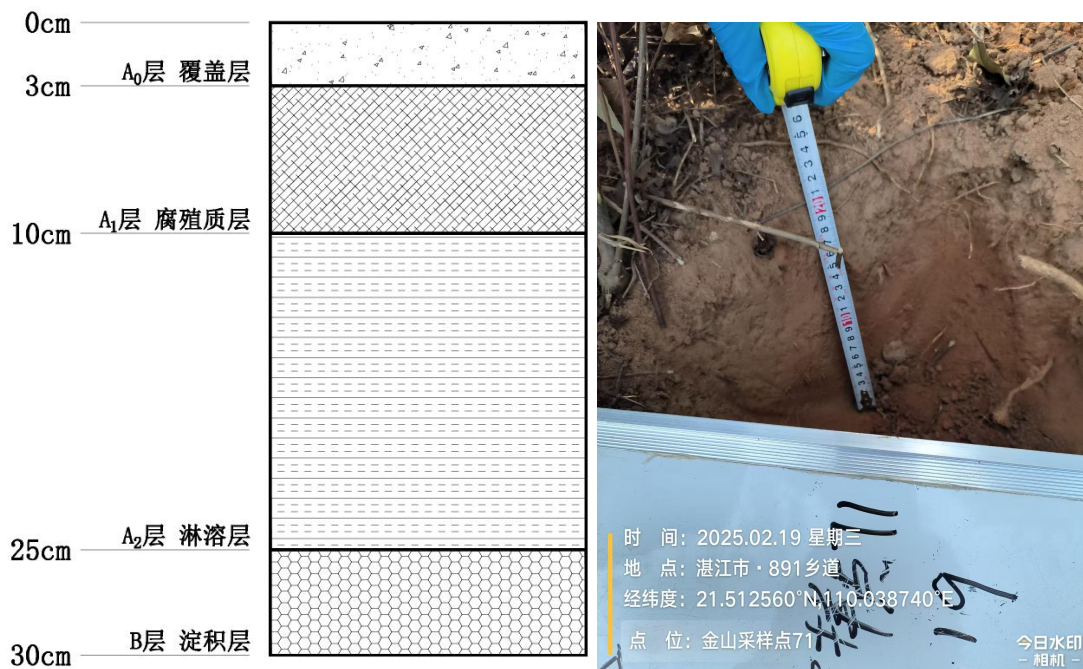 0cm
A₀层 覆盖层
3cm
A₁层 腐殖质层
10cm
A₂层 淋溶层
25cm
B层 淀积层
30cm
时 间: 2025.02.19 星期三
地 点: 湛江市·891乡道
经纬度: 21.512560°N,110.038740°E
点 位: 金山采样点71
今日水印
-相机-